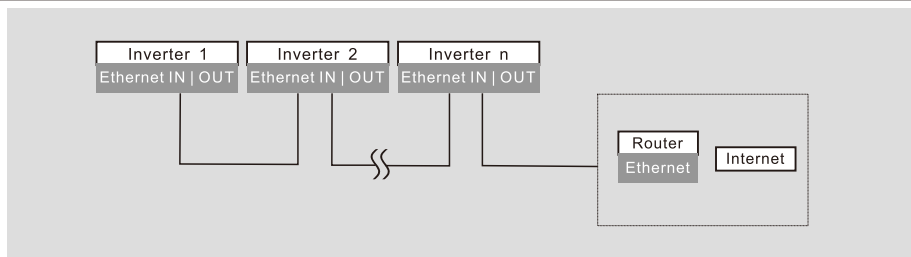 Inverter 1
Ethernet IN | OUT
Inverter 2
Ethernet IN | OUT
Inverter n
Ethernet IN | OUT
Router
Ethernet
Internet